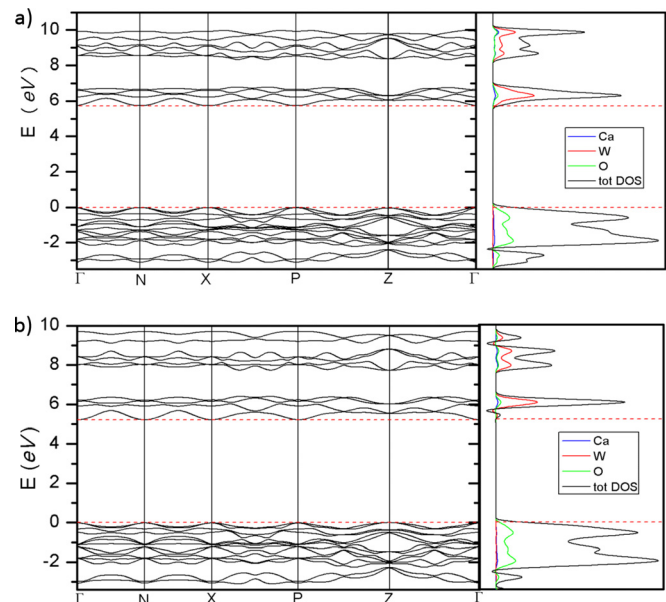 a)
10
8
6
4
2
0
-2
E (eV)
Γ N X P Z Γ
Ca
W
O
tot DOS
b)
10
8
6
4
2
0
-2
E (eV)
Γ N X P Z Γ
Ca
W
O
tot DOS